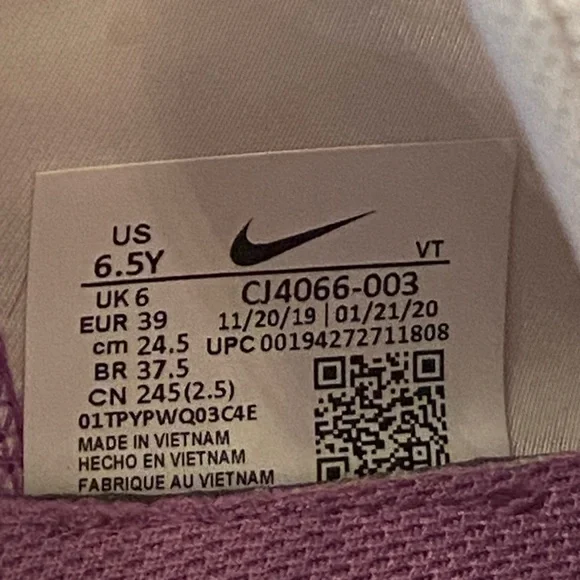 US
6.5Y
VT
UK 6
CJ4066-003
EUR 39
11/20/19 | 01/21/20
cm 24.5
UPC 00194272711808
BR 37.5
CN 245(2.5)
01TPYPWQ03C4E
MADE IN VIETNAM
HECHO EN VIETNAM
FABRIQUE AU VIETNAM